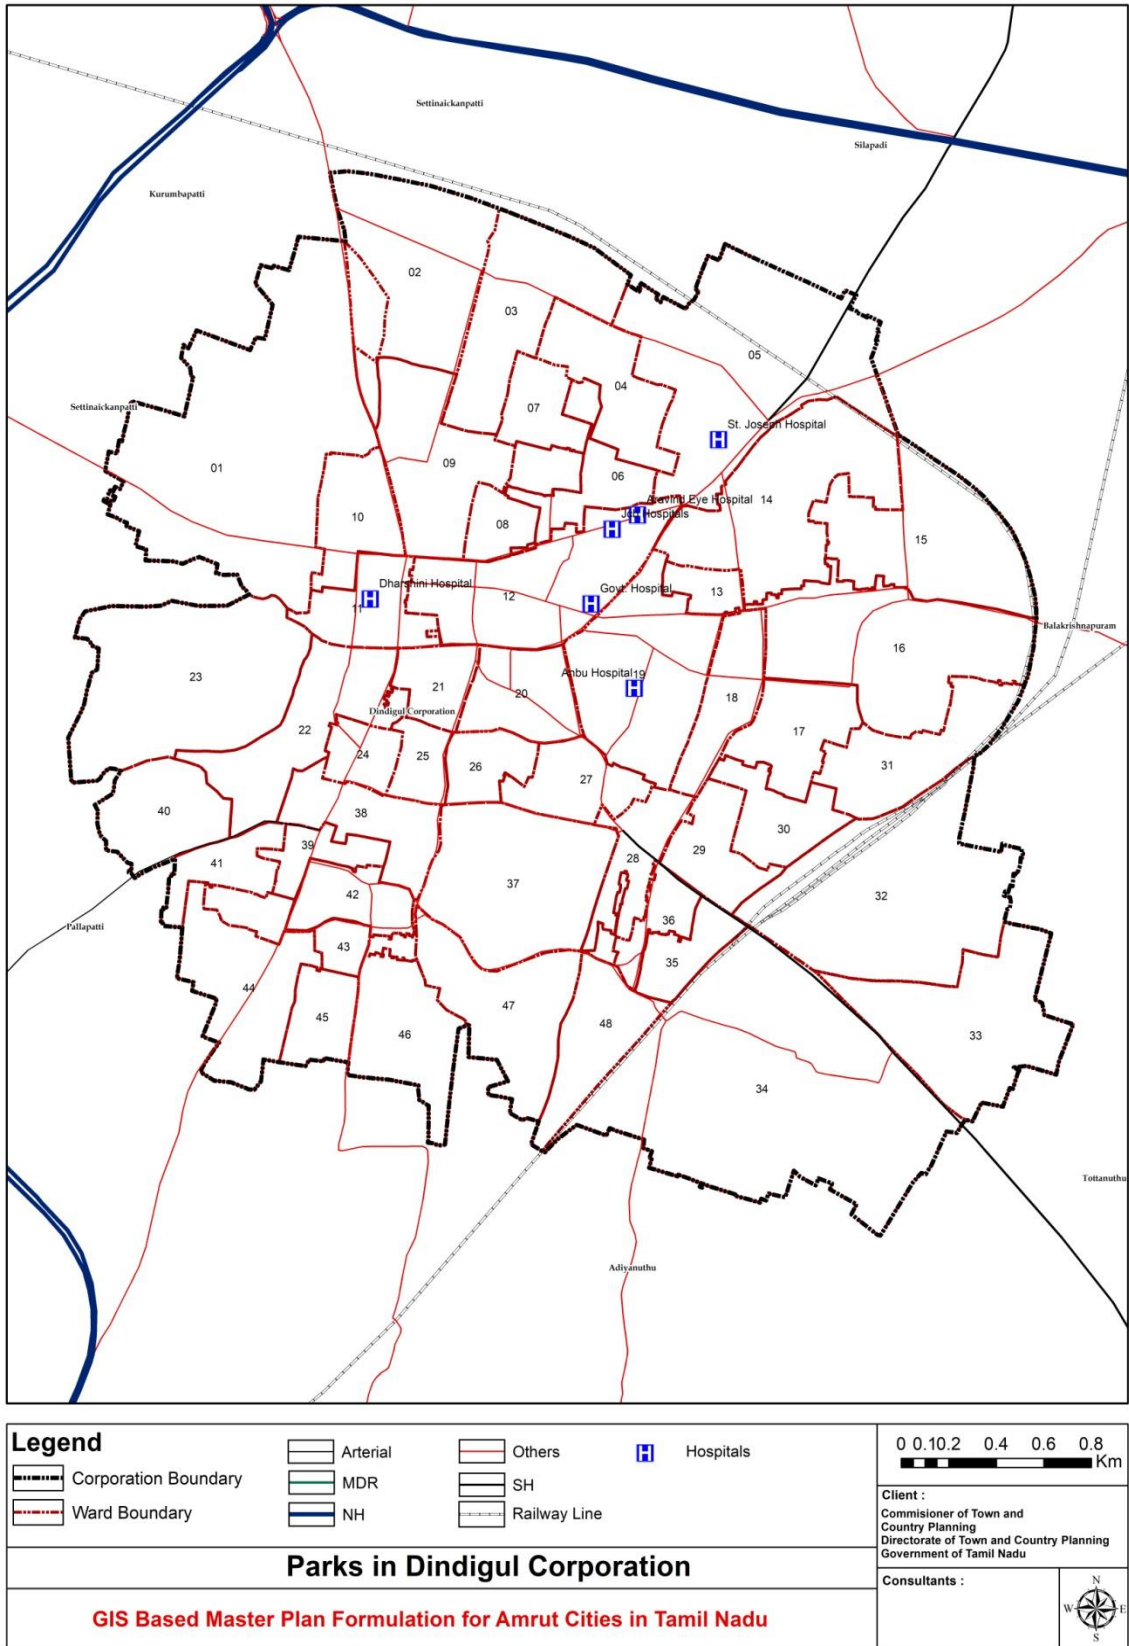 Settinaickanpatti
Silapadi
Kurumbapatti
02
03
05
04
07
Settinaickanpatti
St. Joseph Hospital
01
09
06
Aravind Eye Hospital
14
10
08
Hospitals
15
Dharshini Hospital
Govt. Hospital
13
12
11
Balakrishnapuram
16
23
Anbu Hospital
19
21
20
18
Dindigul Corporation
22
17
24
25
26
27
31
40
38
30
39
41
28
29
37
32
42
36
Pallapatti
43
35
44
45
47
48
46
33
34
Tottanuthu
Adiyanuthu
Legend
Corporation Boundary
Ward Boundary
Arterial
MDR
NH
Others
SH
Railway Line
H Hospitals
0 0.10.2 0.4 0.6 0.8
Km
Client :
Commisioner of Town and
Country Planning
Directorate of Town and Country Planning
Government of Tamil Nadu
Parks in Dindigul Corporation
GIS Based Master Plan Formulation for Amrut Cities in Tamil Nadu
Consultants :
N
W E
S